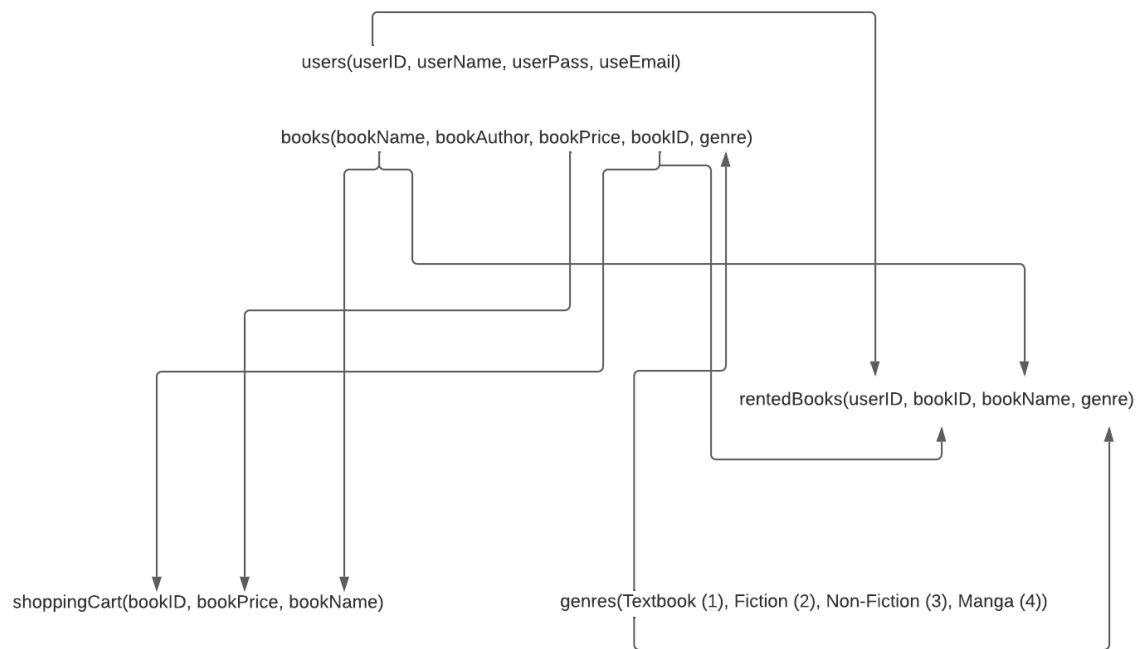 users(userID, userName, userPass, useEmail)
books(bookName, bookAuthor, bookPrice, bookID, genre)
rentedBooks(userID, bookID, bookName, genre)
shoppingCart(bookID, bookPrice, bookName)
genres(Textbook (1), Fiction (2), Non-Fiction (3), Manga (4))